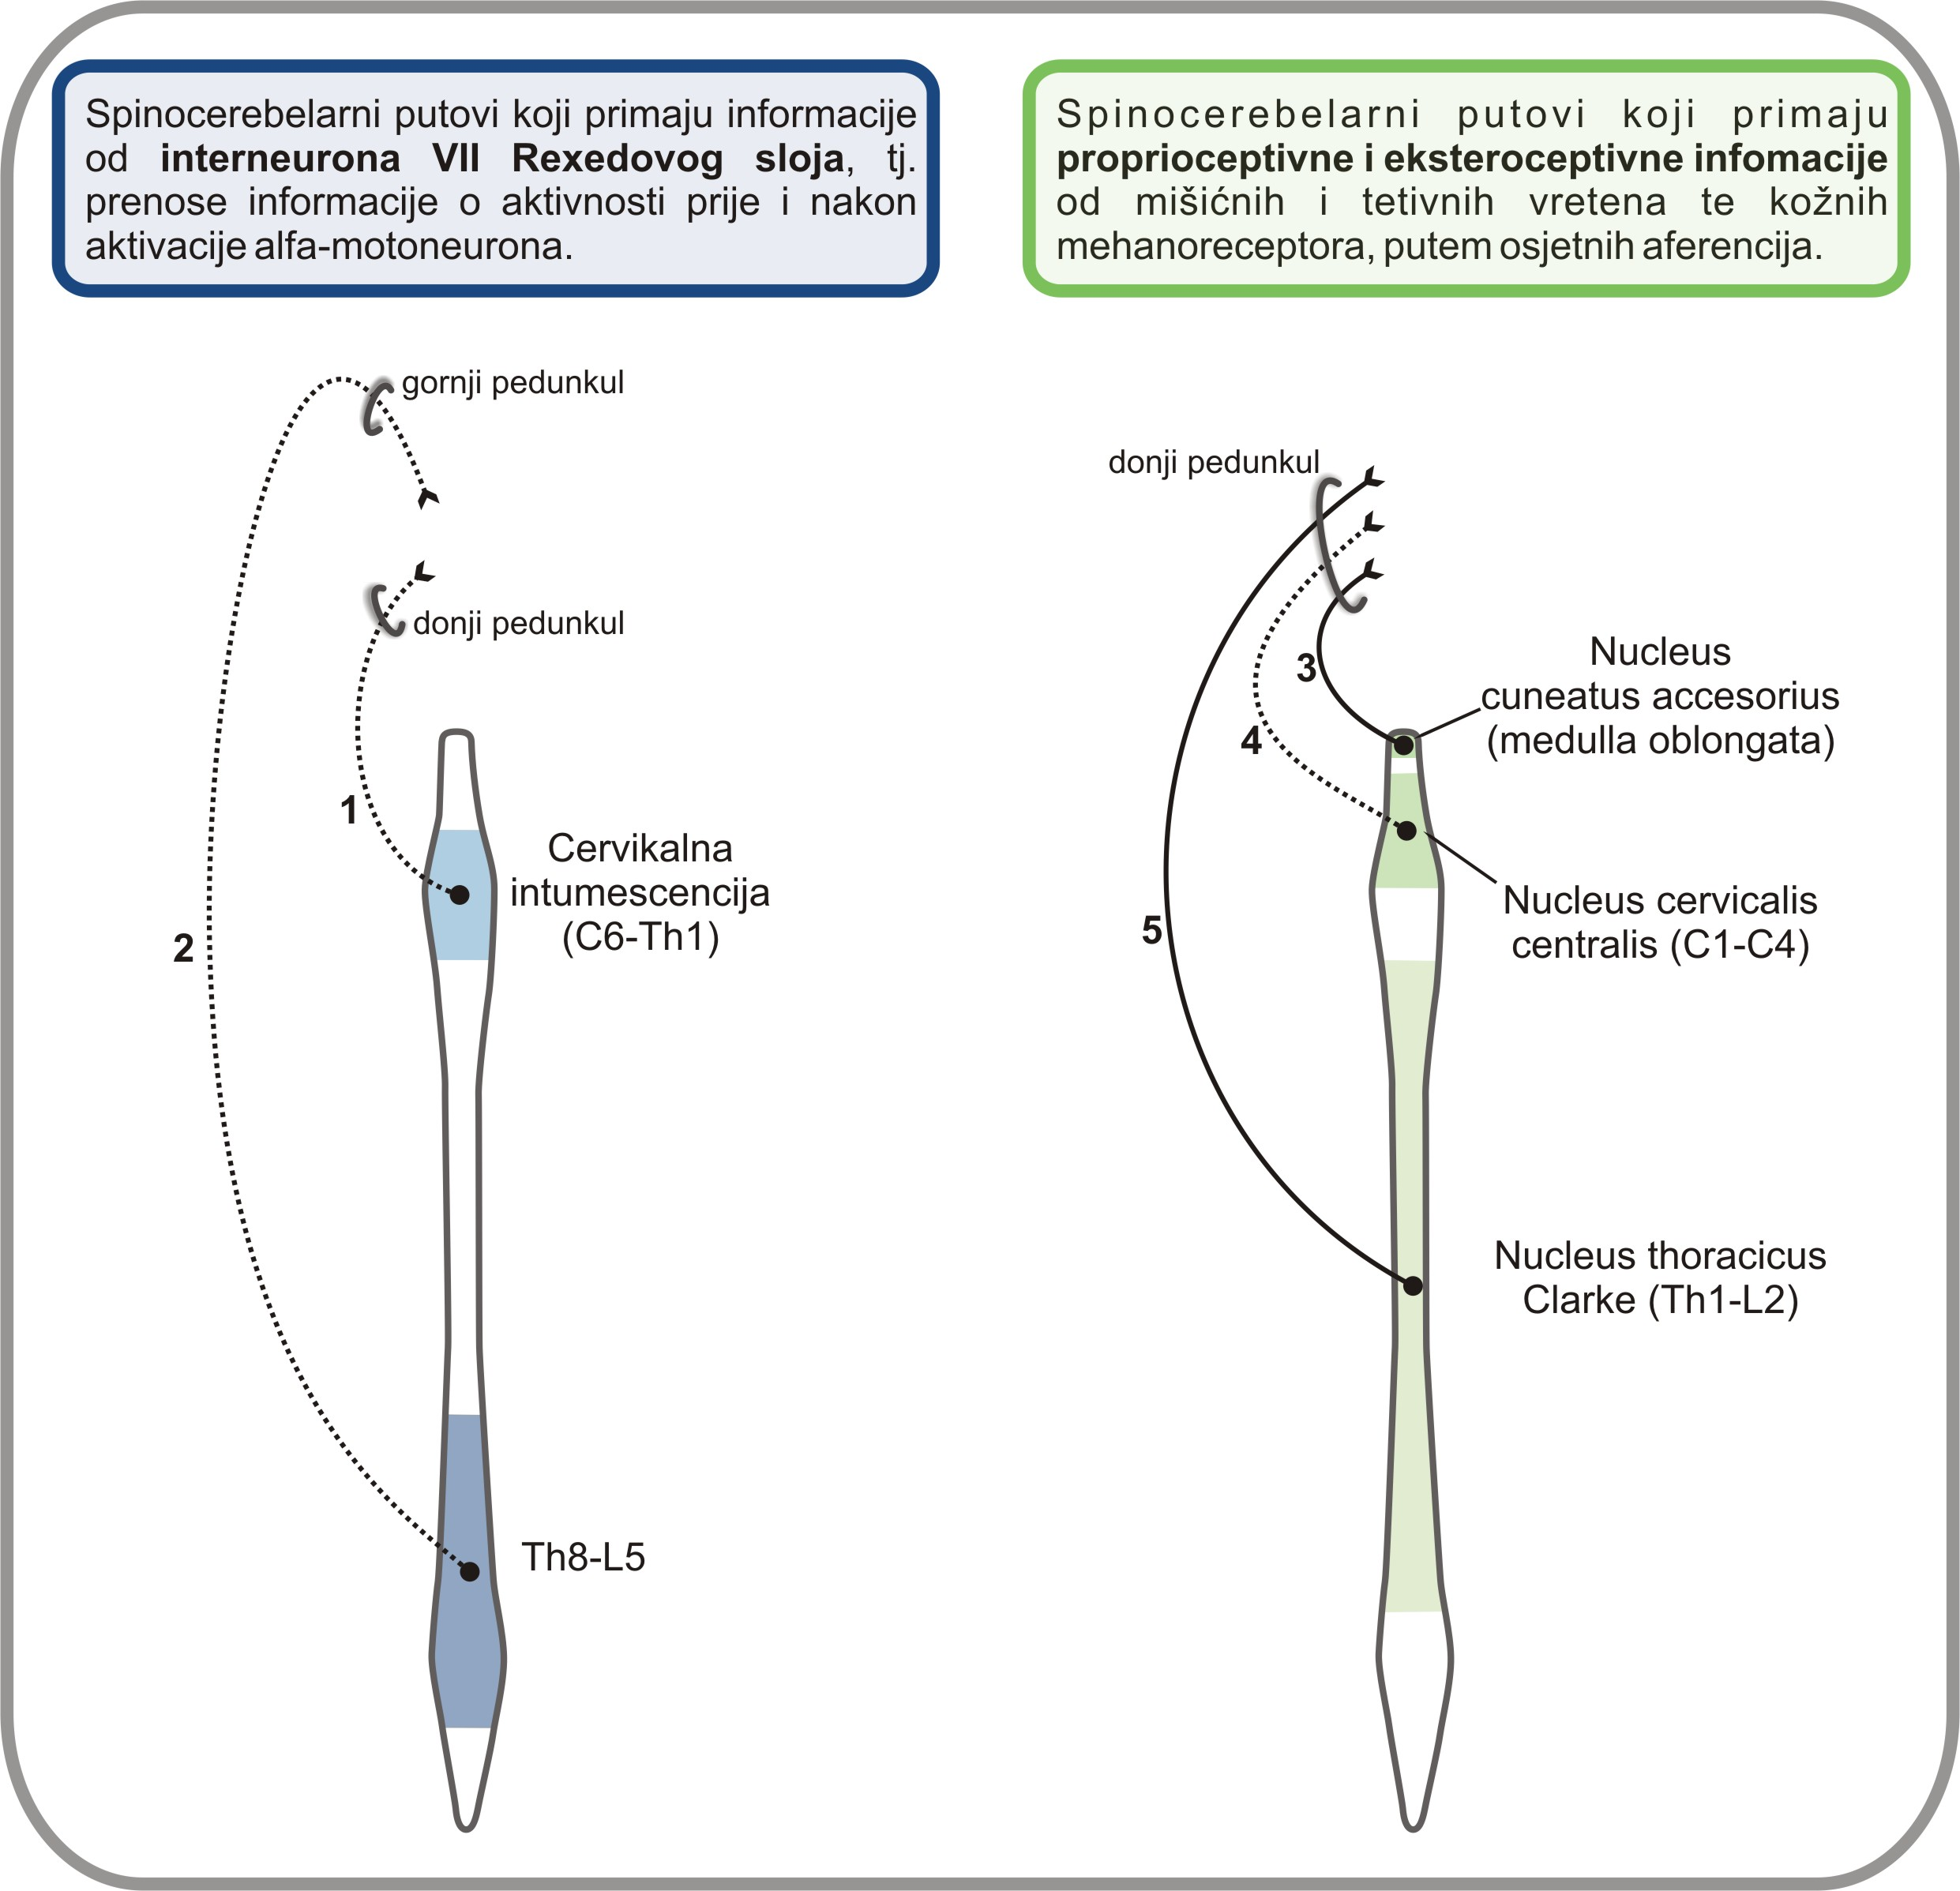 Spinocerebelarni putovi koji primaju informacije
od interneurona VII Rexedovog sloja, tj.
prenose informacije o aktivnosti prije i nakon
aktivacije alfa-motoneurona.
Spinocerebelarni putovi koji primaju
proprioceptivne i eksteroceptivne infomacije
od mišićnih i tetivnih vretena te kožnih
mehanoreceptora, putem osjetnih aferencija.
gornji pedunkul
donji pedunkul
1
2
Cervikalna
intumescencija
(C6-Th1)
Th8-L5
donji pedunkul
3
4
5
Nucleus
cuneatus accesorius
(medulla oblongata)
Nucleus cervicalis
centralis (C1-C4)
Nucleus thoracicus
Clarke (Th1-L2)